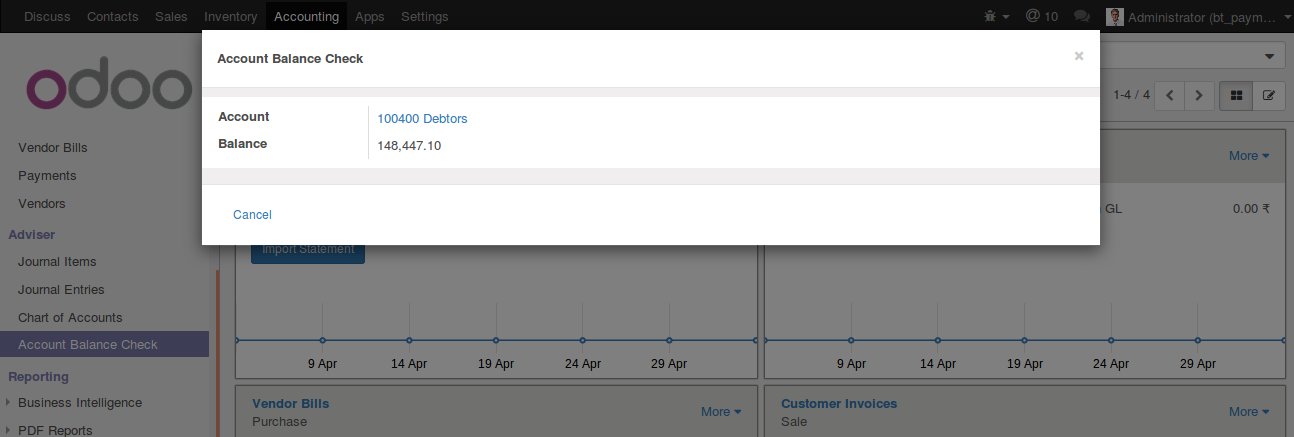 Discuss Contacts Sales Inventory Accounting Apps Settings @ 10 Administrator (bt_paym...
Account Balance Check ×
odoo
1-4 / 4
Account 100400 Debtors
Balance 148,447.10
Cancel
Vendor Bills
Payments
Vendors
Adviser
Journal Items
Journal Entries
Chart of Accounts
Account Balance Check
Reporting
Business Intelligence
PDF Reports
More
GL 0.00 ₹
Import Statement
9 Apr 14 Apr 19 Apr 24 Apr 29 Apr
9 Apr 14 Apr 19 Apr 24 Apr 29 Apr
Vendor Bills More
Purchase
Customer Invoices More
Sale